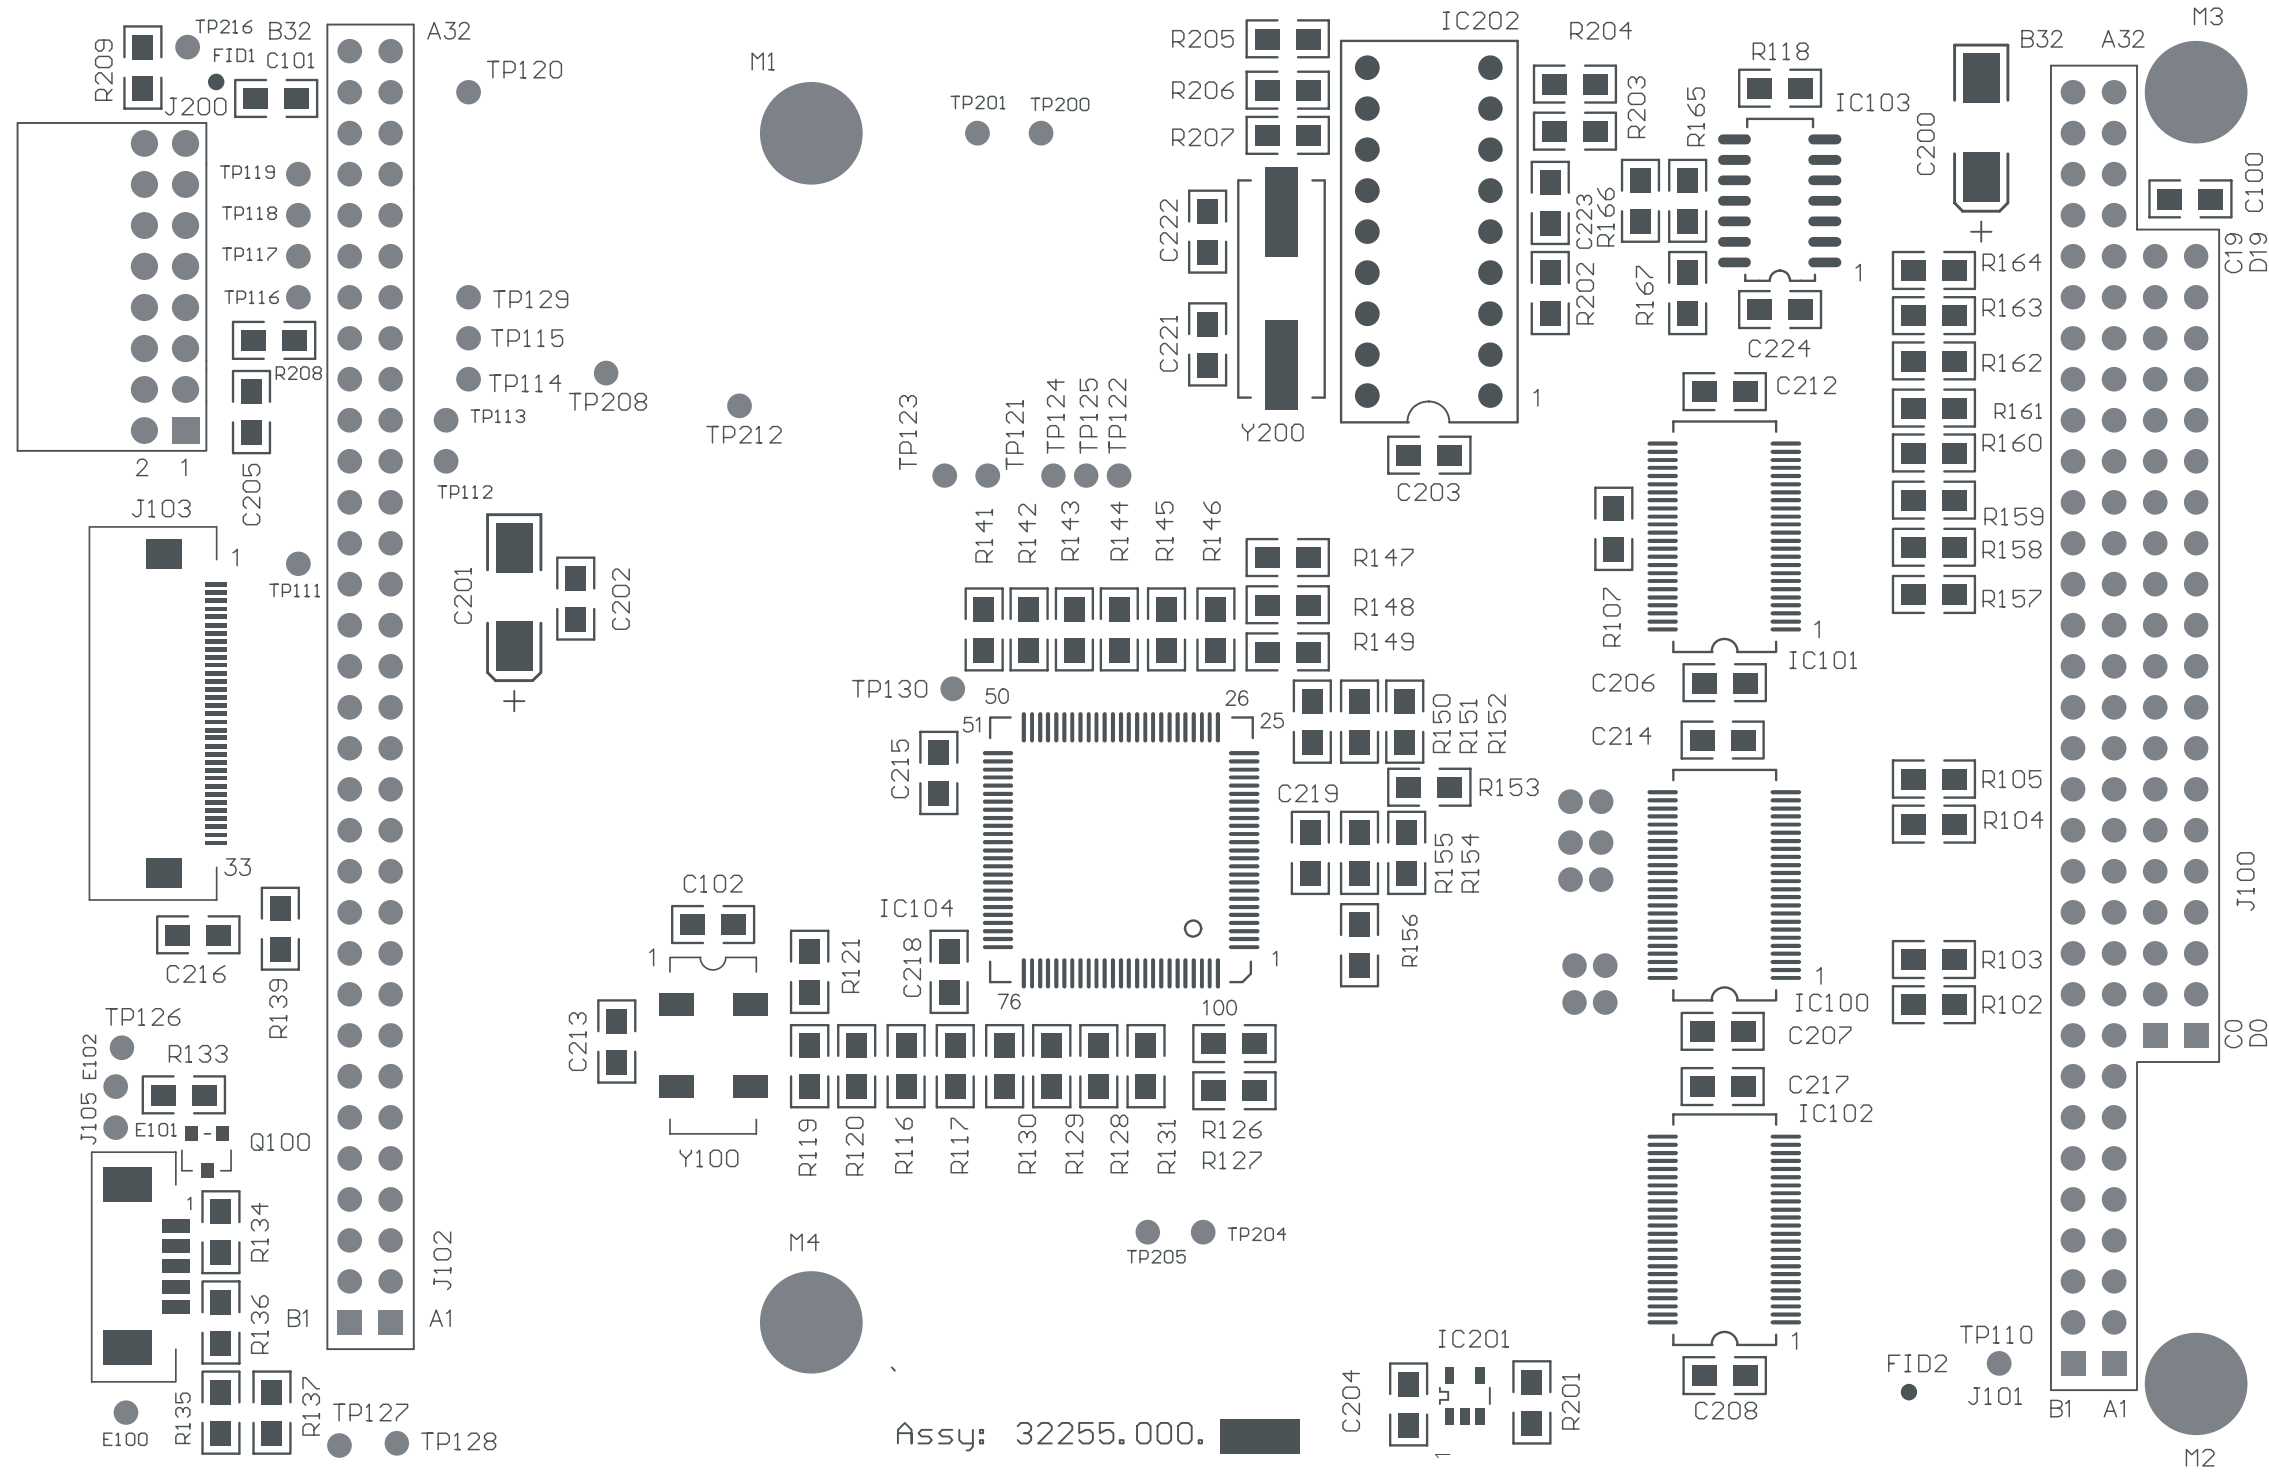 TP216
B32
A32
FID1
C101
R209
J200
TP120
TP119
TP118
TP117
TP116
R208
C205
2
1
TP129
TP115
TP114
TP113
TP112
TP208
TP212
M1
TP201
TP200
J103
1
33
TP111
C201
+
C202
C216
R139
TP126
E102
J105
R133
E101
Q100
1
R134
R136
R135
R137
E100
B1
A1
J102
TP127
TP128
TP123
TP121
TP124
TP125
TP122
R141
R142
R143
R144
R145
R146
R147
R148
R149
TP130
50
26
51
25
C215
R150
R151
R152
R153
C219
R155
R154
R156
C102
IC104
1
R121
C218
76
100
1
C213
Y100
R119
R120
R116
R117
R130
R129
R128
R131
R126
R127
M4
TP205
TP204
Assy: 32255.000.
R205
R206
R207
IC202
R204
R203
C222
C221
Y200
C223
R166
R202
1
C203
R118
R165
IC103
R167
1
C224
C212
R107
1
IC101
C206
C214
1
IC100
C207
C217
IC102
1
C208
IC201
C204
R201
1
M3
B32
A32
C200
+
C100
C19
D19
R164
R163
R162
R161
R160
R159
R158
R157
R105
R104
R103
R102
J100
C0
D0
TP110
FID2
J101
B1
A1
M2